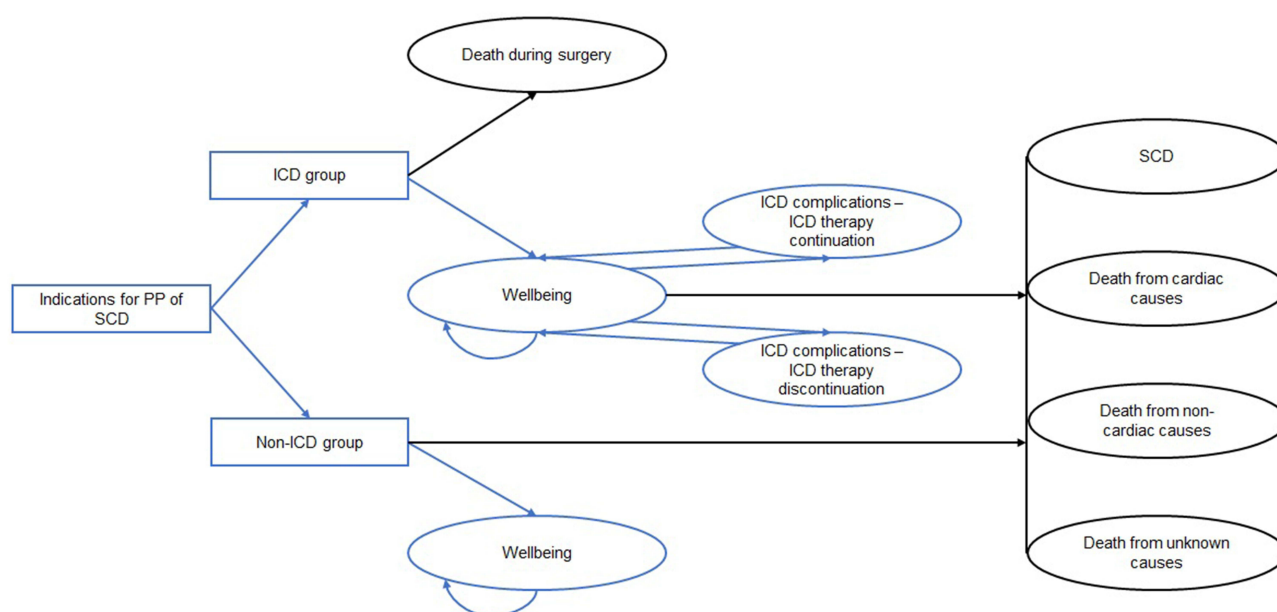 Death during surgery
ICD group
SCD
ICD complications –
ICD therapy
continuation
Indications for PP of
SCD
Wellbeing
Death from cardiac
causes
ICD complications –
ICD therapy
discontinuation
Non-ICD group
Death from non-
cardiac causes
Wellbeing
Death from unknown
causes